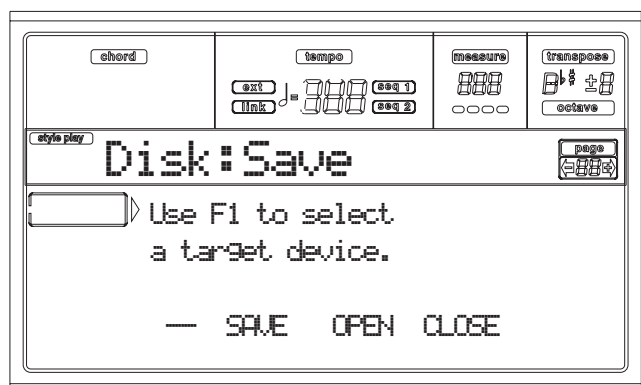 chord tempo measure transpose
ext seq 1
link seq 2 octave
style play Disk:Save page
Use F1 to select
a target device.
— SAVE OPEN CLOSE